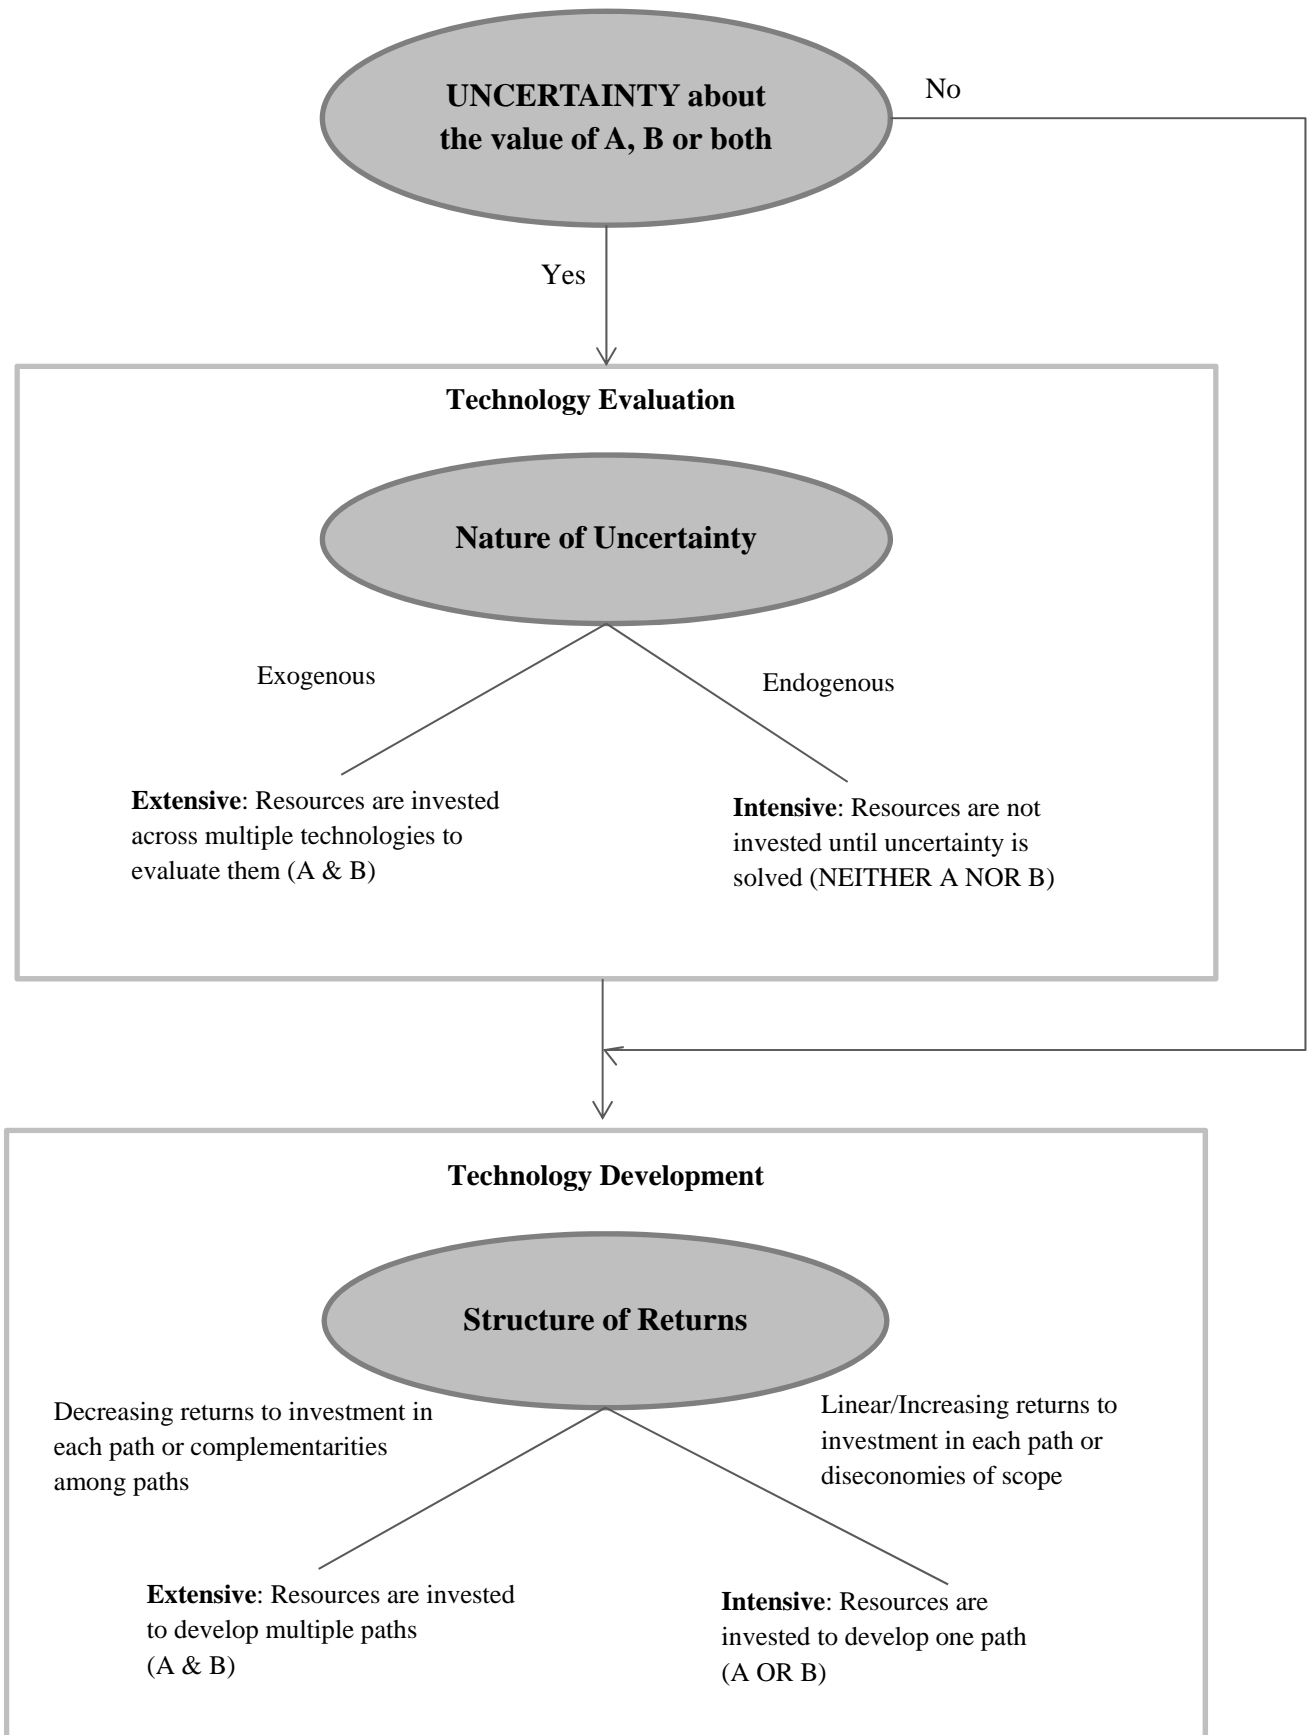 UNCERTAINTY about
the value of A, B or both
No
Yes
Technology Evaluation
Nature of Uncertainty
Exogenous
Endogenous
Extensive: Resources are invested
across multiple technologies to
evaluate them (A & B)
Intensive: Resources are not
invested until uncertainty is
solved (NEITHER A NOR B)
Technology Development
Structure of Returns
Decreasing returns to investment in
each path or complementarities
among paths
Linear/Increasing returns to
investment in each path or
diseconomies of scope
Extensive: Resources are invested
to develop multiple paths
(A & B)
Intensive: Resources are
invested to develop one path
(A OR B)